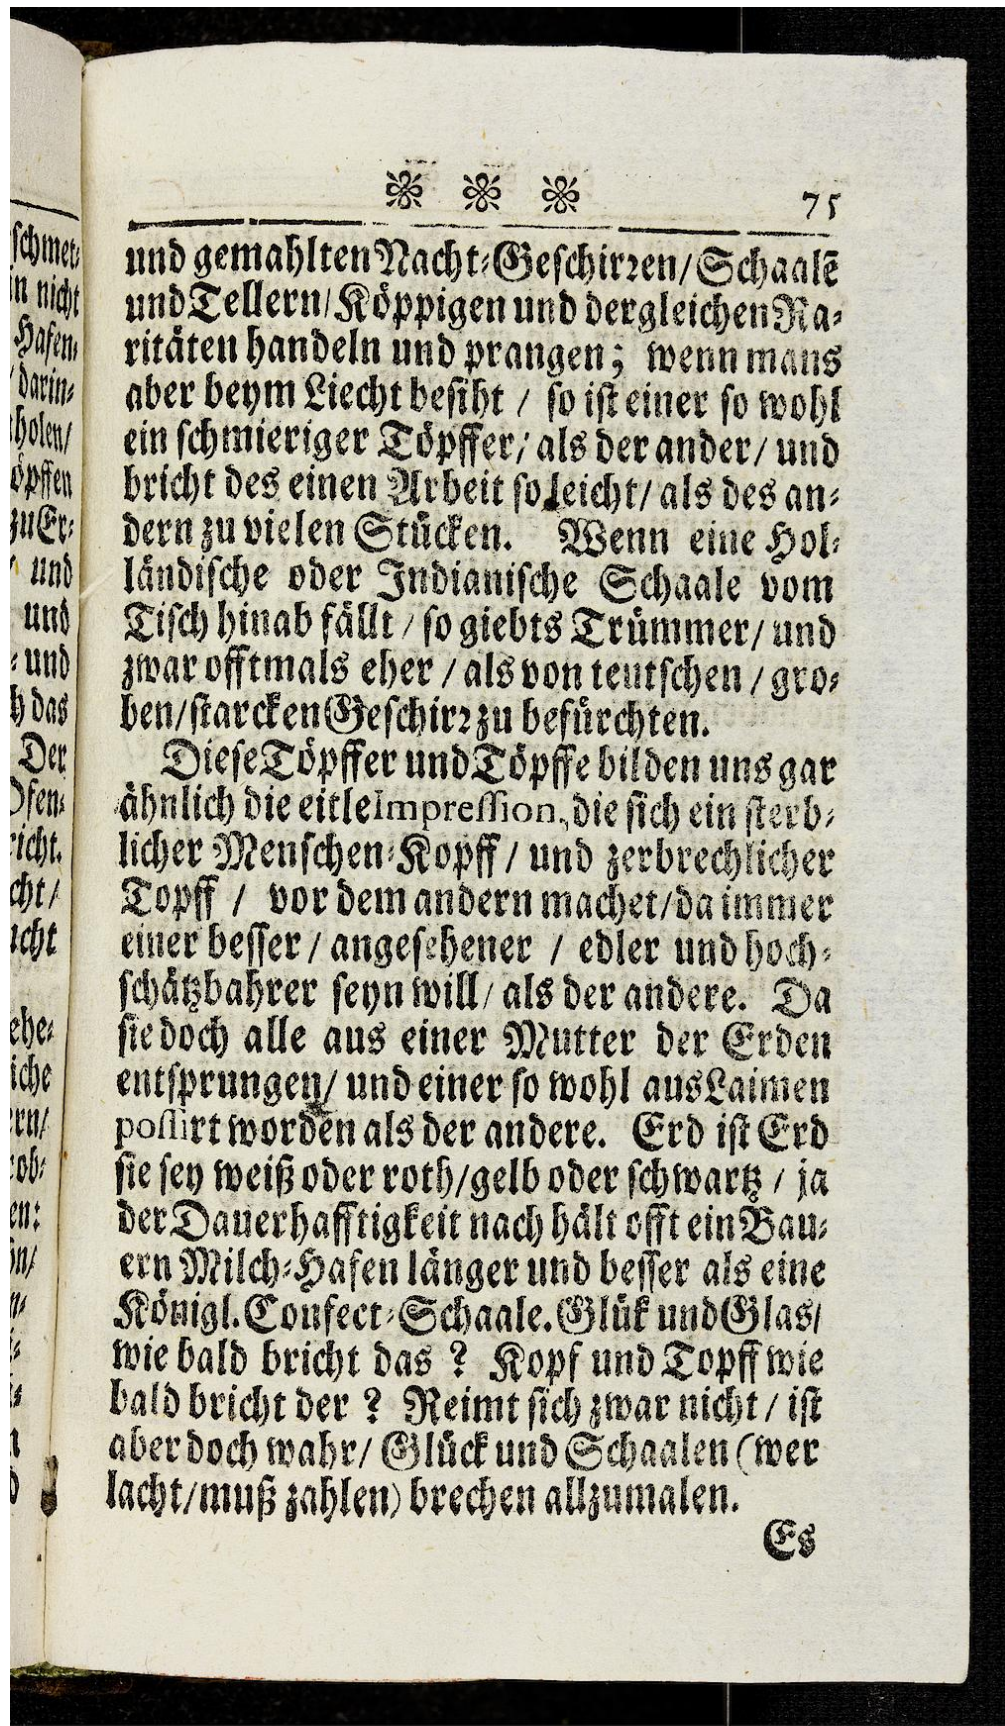 75
und gemahlten Nacht-Geschirꝛen/ Schaalē
und Tellern/ Köppigen und dergleichen Ra-
ritäten handeln und prangen; wenn mans
aber beym Liecht besiht / so ist einer so wohl
ein schmieriger Töpffer/ als der ander/ und
bricht des einen Arbeit so leicht/ als des an-
dern zu vielen Stücken. Wenn eine Hol-
ländische oder Indianische Schaale vom
Tisch hinab fällt / so giebts Trümmer/ und
zwar offtmals eher / als von teutschen / gro-
ben/ starcken Geschirꝛ zu befürchten.
Diese Töpffer und Töpffe bilden uns gar
ähnlich die eitle Impression, die sich ein sterb-
licher Menschen-Kopff / und zerbrechlicher
Topff / vor dem andern machet/ da immer
einer besser / angesehener / edler und hoch-
schätzbahrer seyn will/ als der andere. Da
sie doch alle aus einer Mutter der Erden
entsprungen/ und einer so wohl aus Laimen
possirt worden als der andere. Erd ist Erd
sie sey weiß oder roth/ gelb oder schwartz / ja
der Dauerhafftigkeit nach hält offt ein Bau-
ern Milch-Hafen länger und besser als eine
Königl. Confect-Schaale. Glük und Glas/
wie bald bricht das ? Kopf und Topff wie
bald bricht der ? Reimt sich zwar nicht / ist
aber doch wahr/ Glück und Schaalen (wer
lacht/ muß zahlen) brechen allzumalen.
Es